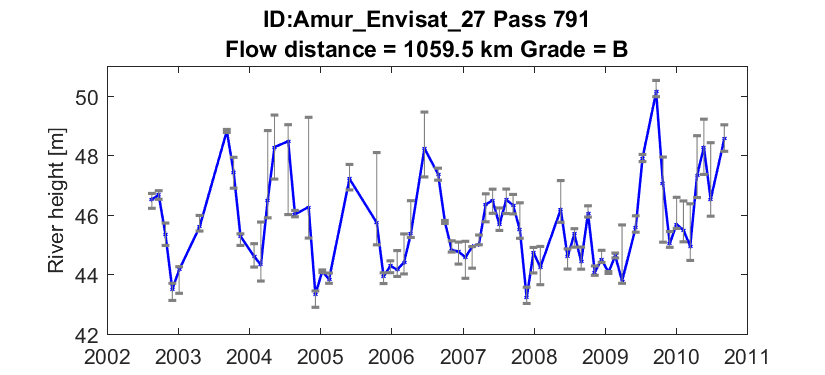 ID:Amur_Envisat_27 Pass 791
Flow distance = 1059.5 km Grade = B
River height [m]
50
48
46
44
42
2002 2003 2004 2005 2006 2007 2008 2009 2010 2011